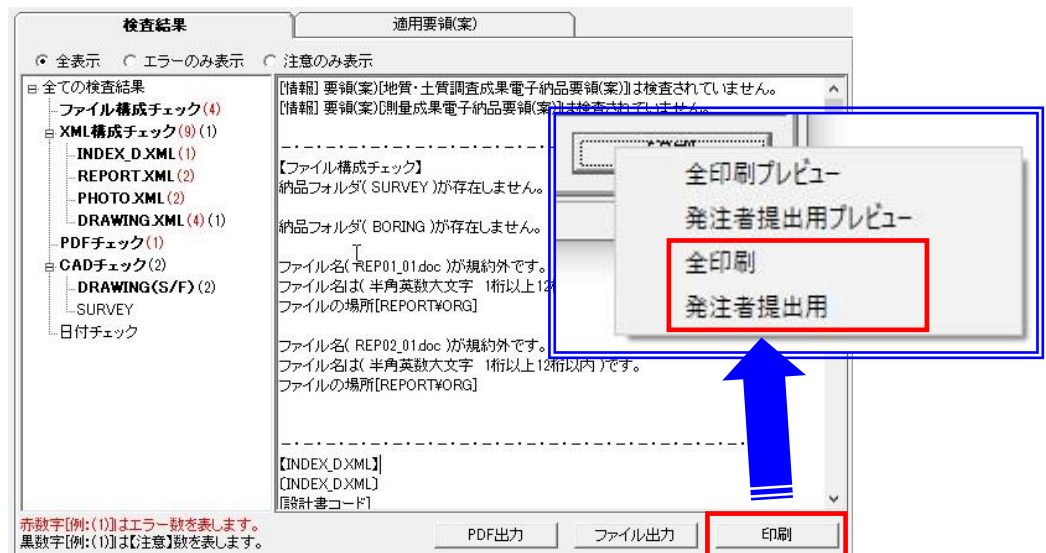 検査結果
適用要領(案)
全表示 エラーのみ表示 注意のみ表示
全ての検査結果
ファイル構成チェック(4)
XML構成チェック(9)(1)
INDEX_D.XML(1)
REPORT.XML(2)
PHOTO.XML(2)
DRAWING.XML(4)(1)
PDFチェック(1)
CADチェック(2)
DRAWING(S/F)(2)
SURVEY
日付チェック
[情報] 要領(案)[地質・土質調査成果電子納品要領(案)]は検査されていません。
[情報] 要領(案)[測量成果電子納品要領(案)]は検査されていません。
【ファイル構成チェック】
納品フォルダ( SURVEY )が存在しません。
納品フォルダ( BORING )が存在しません。
ファイル名( REP01_01.doc )が規約外です。
ファイル名は( 半角英数大文字 1桁以上12
ファイルの場所[REPORT¥ORG]
ファイル名( REP02_01.doc )が規約外です。
ファイル名は( 半角英数大文字 1桁以上12桁以内 )です。
ファイルの場所[REPORT¥ORG]
【INDEX_D.XML】
〔INDEX_D.XML〕
[設計書コード]
全印刷プレビュー
発注者提出用プレビュー
全印刷
発注者提出用
赤数字[例:(1)]はエラー数を表します。
黒数字[例:(1)]は【注意】数を表します。
PDF出力
ファイル出力
印刷